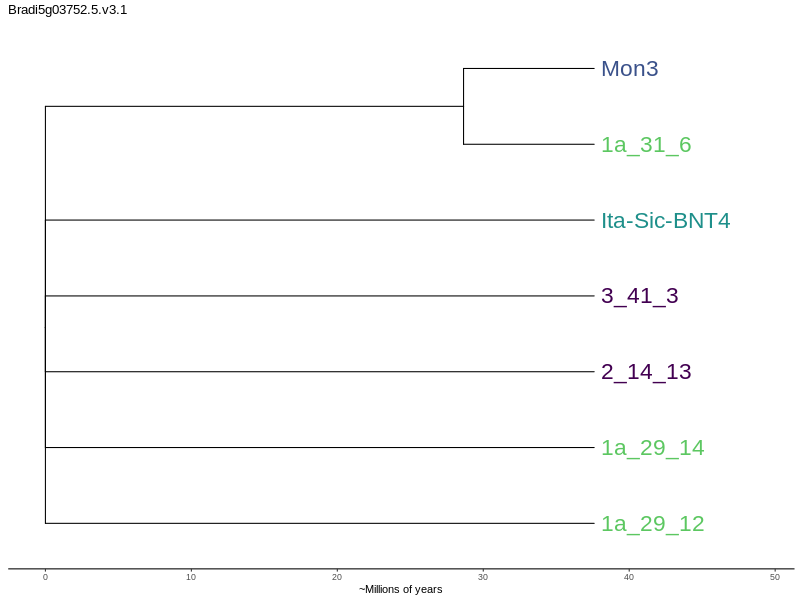 Bradi5g03752.5.v3.1
Mon3
1a_31_6
Ita-Sic-BNT4
3_41_3
2_14_13
1a_29_14
1a_29_12
0 10 20 30 40 50
~Millions of years